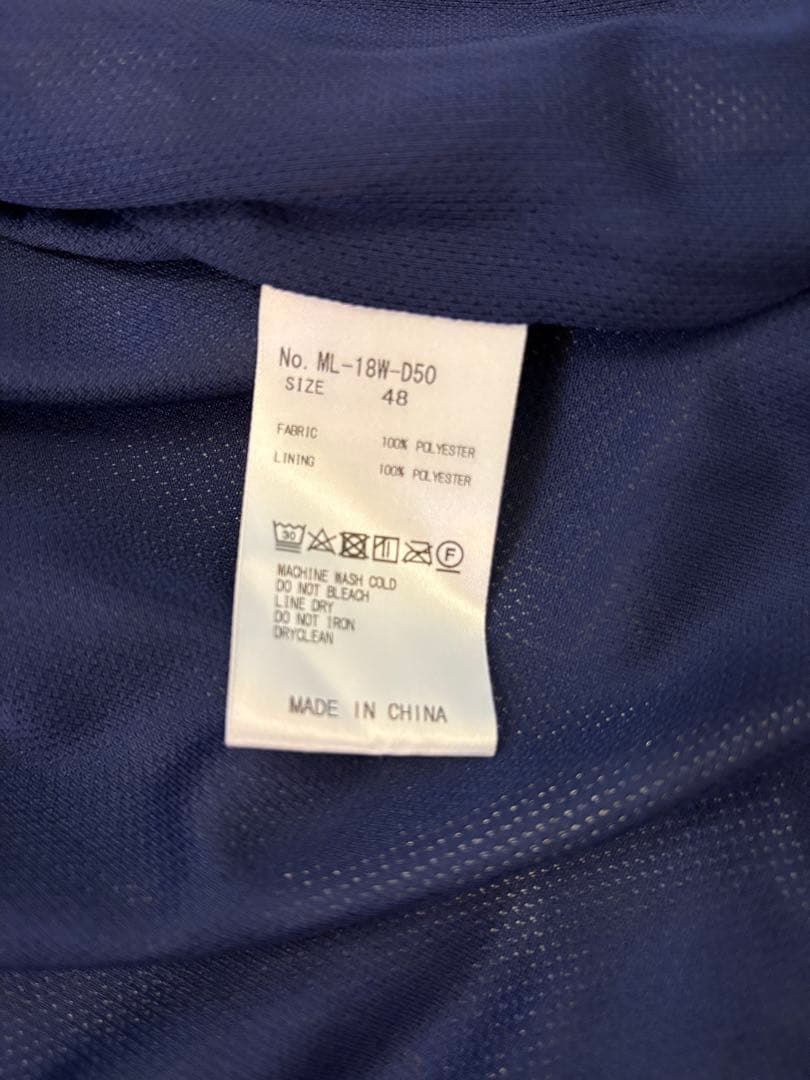 No. ML-18W-D50
SIZE 48
FABRIC 100% POLYESTER
LINING 100% POLYESTER
30 F
MACHINE WASH COLD
DO NOT BLEACH
LINE DRY
DO NOT IRON
DRYCLEAN
MADE IN CHINA